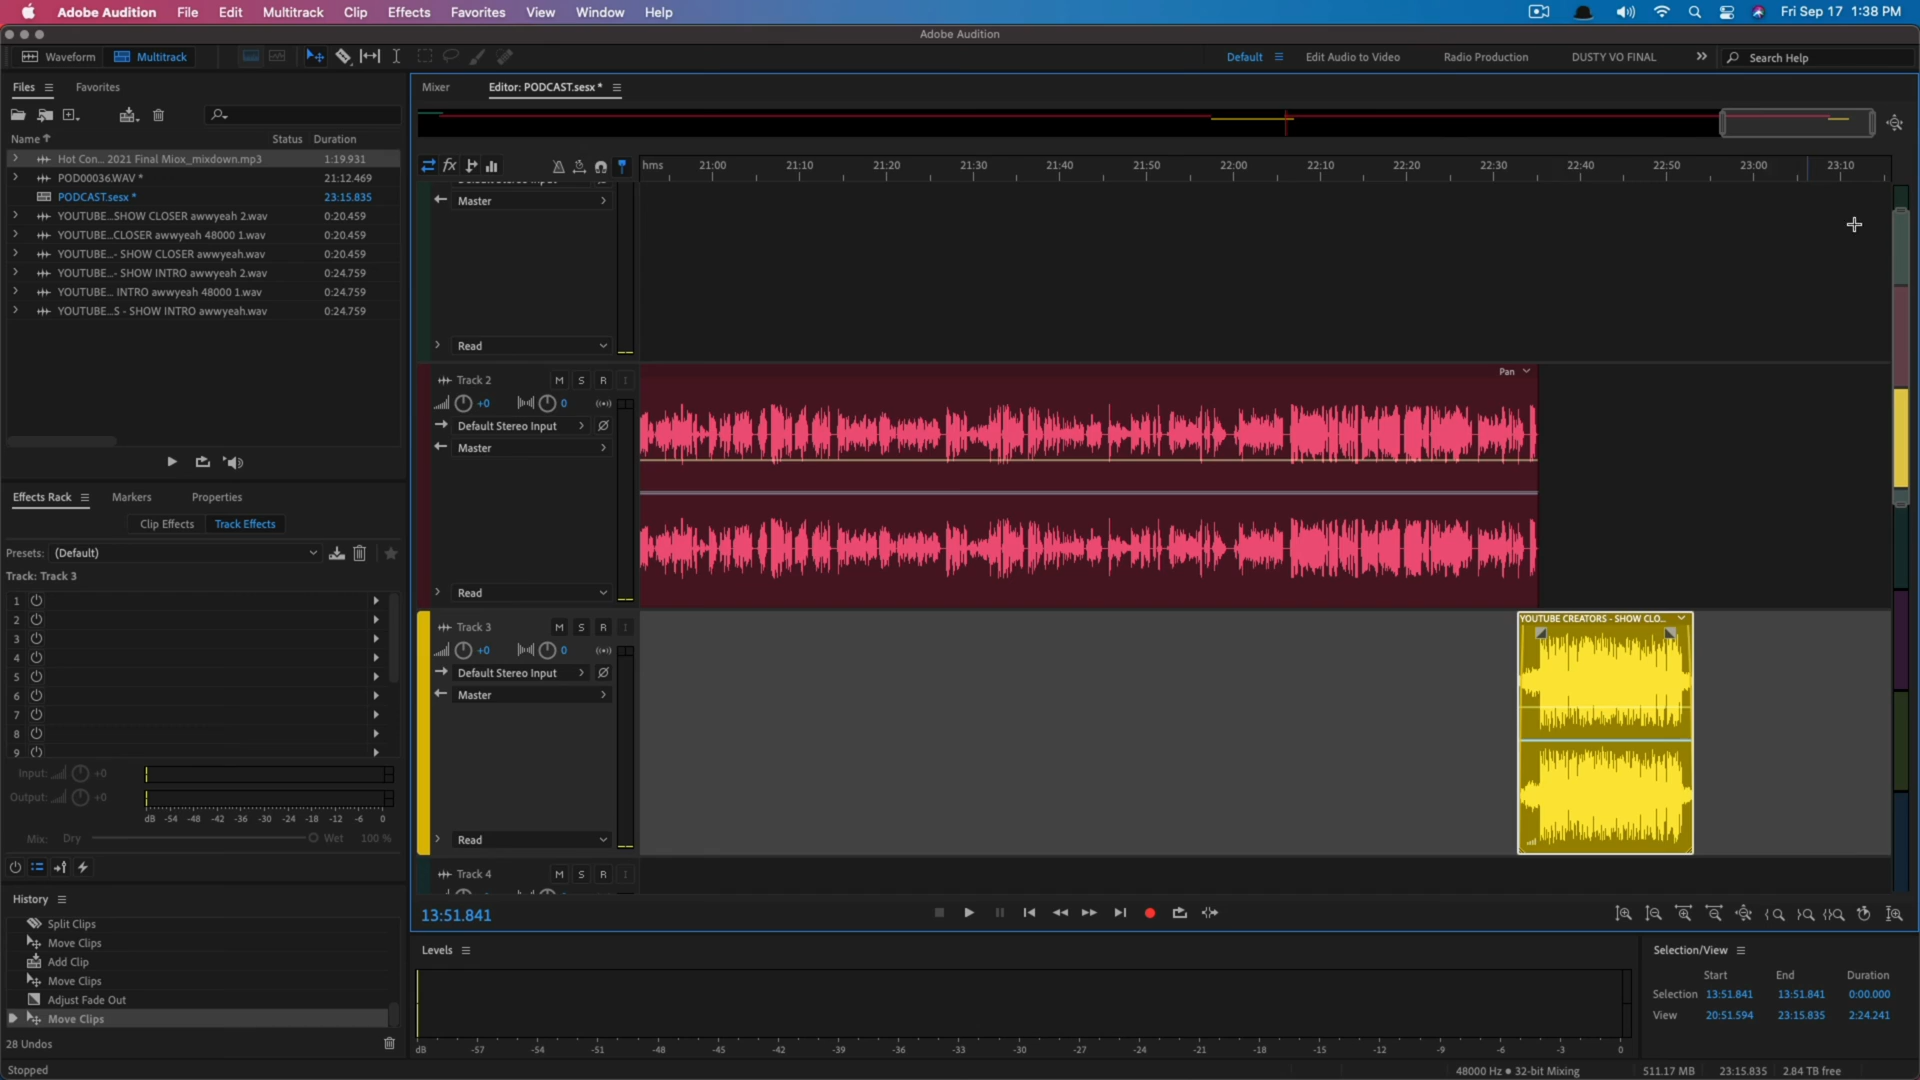 Adobe Audition File Edit Multitrack Clip Effects Favorites View Window Help Fri Sep 17 1:38 PM
Adobe Audition
Waveform Multitrack Default Edit Audio to Video Radio Production DUSTY VO FINAL Search Help
Files Favorites
Mixer Editor: PODCAST.sesx *
Name Status Duration
Hot Con... 2021 Final Miox_mixdown.mp3 1:19.931
POD00036.WAV * 21:12.469
PODCAST.sesx * 23:15.835
YOUTUBE...SHOW CLOSER awwyeah 2.wav 0:20.459
YOUTUBE...CLOSER awwyeah 48000 1.wav 0:20.459
YOUTUBE...- SHOW CLOSER awwyeah.wav 0:20.459
YOUTUBE...- SHOW INTRO awwyeah 2.wav 0:24.759
YOUTUBE... INTRO awwyeah 48000 1.wav 0:24.759
YOUTUBE...S - SHOW INTRO awwyeah.wav 0:24.759
fx hms 21:00 21:10 21:20 21:30 21:40 21:50 22:00 22:10 22:20 22:30 22:40 22:50 23:00 23:10
Master
Read
Track 2 M S R I
+0 0
Default Stereo Input
Master
Pan
Read
Track 3 M S R I
+0 0
Default Stereo Input
Master
YOUTUBE CREATORS - SHOW CLO...
Read
Track 4 M S R I
Effects Rack Markers Properties
Clip Effects Track Effects
Presets: (Default)
Track: Track 3
1
2
3
4
5
6
7
8
9
Input: +0
Output: +0
dB -54 -48 -42 -36 -30 -24 -18 -12 -6 0
Mix: Dry Wet 100 %
History
Split Clips
Move Clips
Add Clip
Move Clips
Adjust Fade Out
Move Clips
28 Undos
Stopped
13:51.841
Levels
dB -57 -54 -51 -48 -45 -42 -39 -36 -33 -30 -27 -24 -21 -18 -15 -12 -9 -6 -3 0
Selection/View
Start End Duration
Selection 13:51.841 13:51.841 0:00.000
View 20:51.594 23:15.835 2:24.241
48000 Hz ● 32-bit Mixing 511.17 MB 23:15.835 2.84 TB free